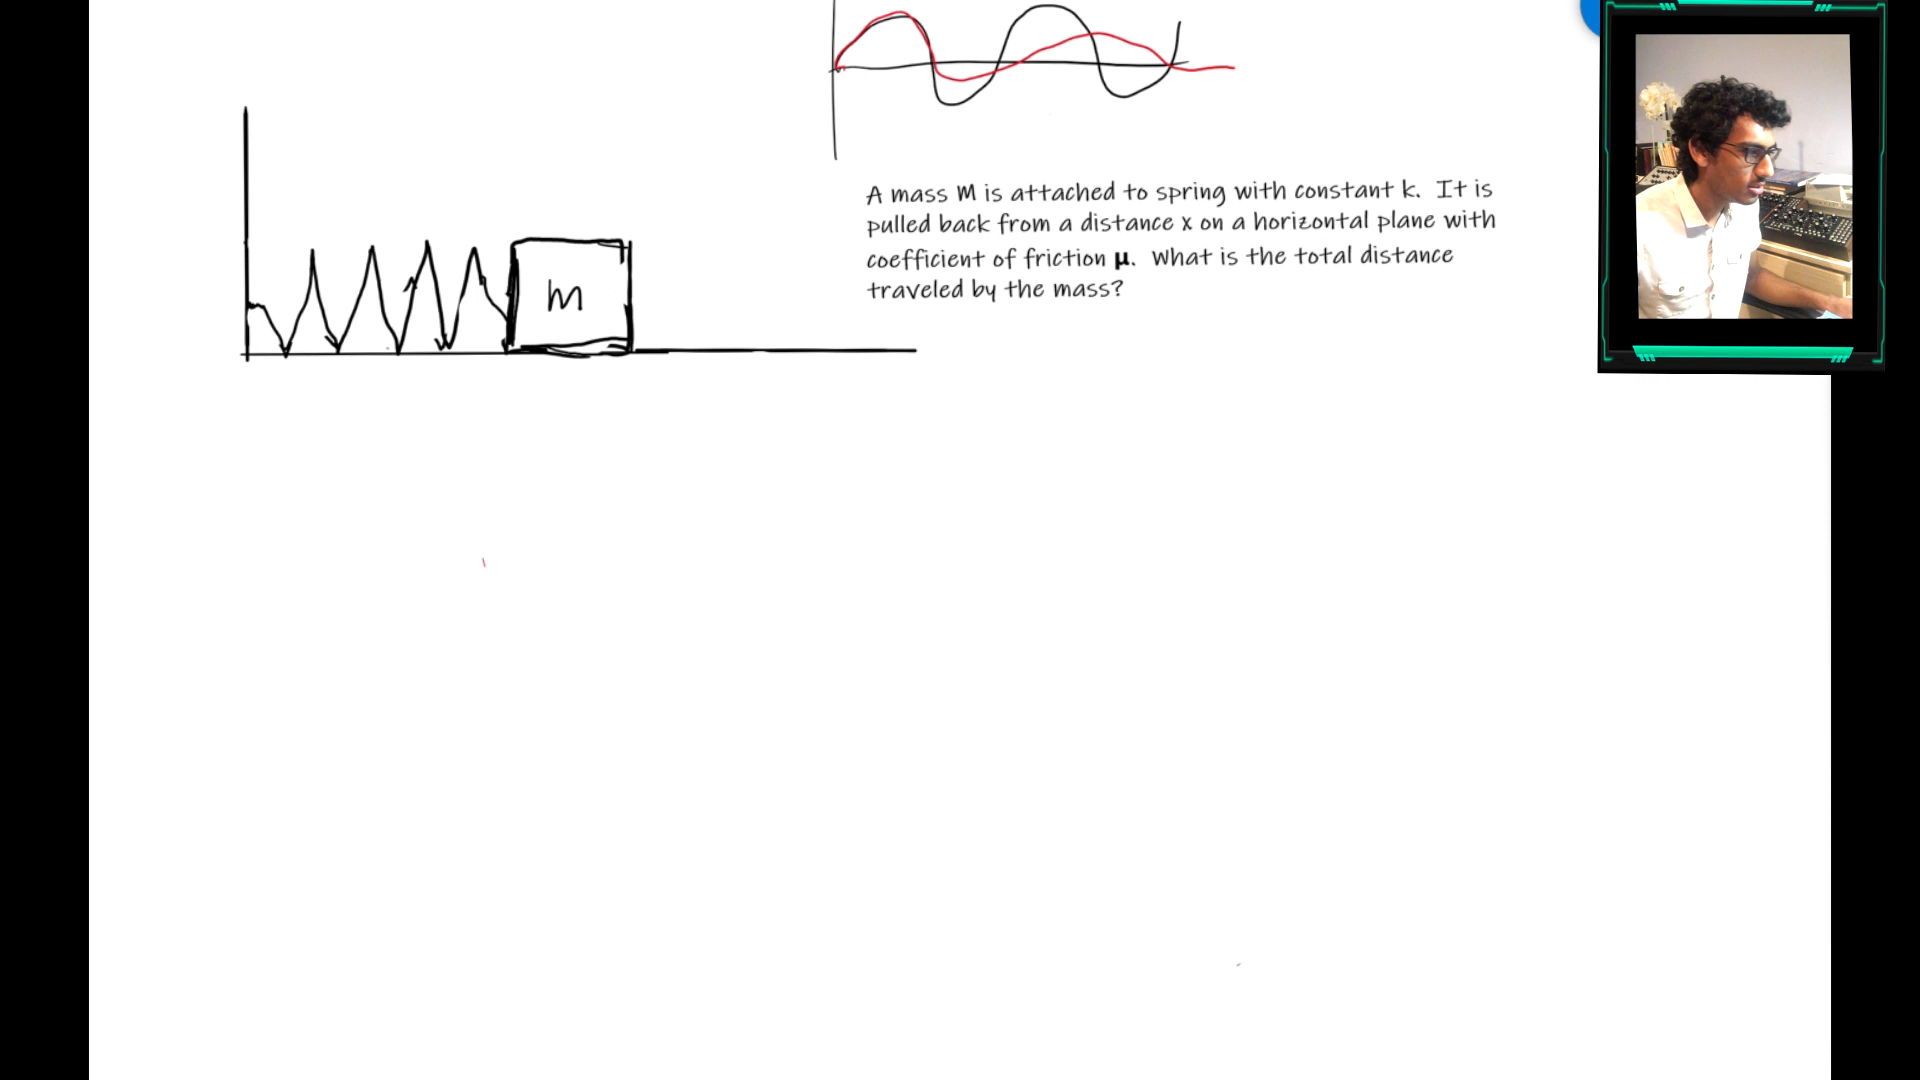 A mass M is attached to spring with constant k. It is
pulled back from a distance x on a horizontal plane with
coefficient of friction μ. What is the total distance
traveled by the mass?
m